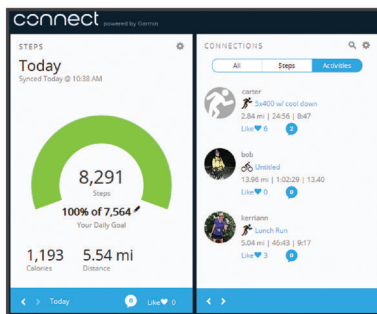 connect powered by Garmin
STEPS
Today
Synced Today @ 10:38 AM
8,291
Steps
100% of 7,564
Your Daily Goal
1,193
Calories
5.54 mi
Distance
Today
0
Like 0
CONNECTIONS
All
Steps
Activities
carter
5x400 w/ cool down
2.84 mi | 24:56 | 8:47
Like 6
2
bob
Untitled
13.96 mi | 1:02:29 | 13.40
Like 0
0
kerriann
Lunch Run
5.04 mi | 46:43 | 9:17
Like 3
0